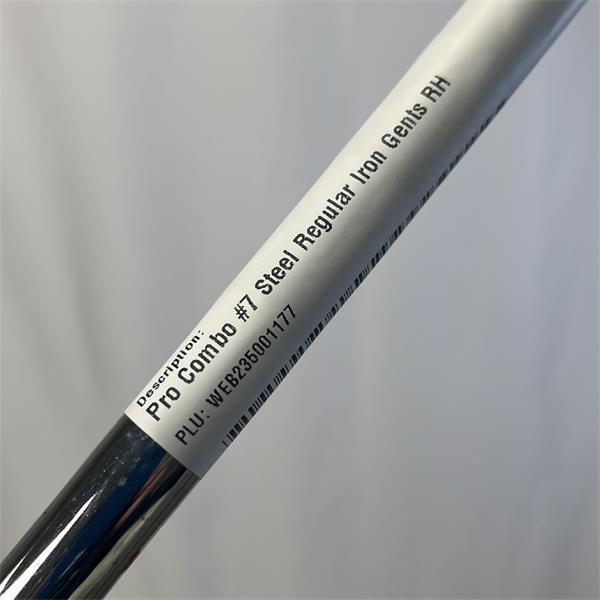 Description:
Pro Combo #7 Steel Regular Iron Gents RH
PLU: WEB235001177